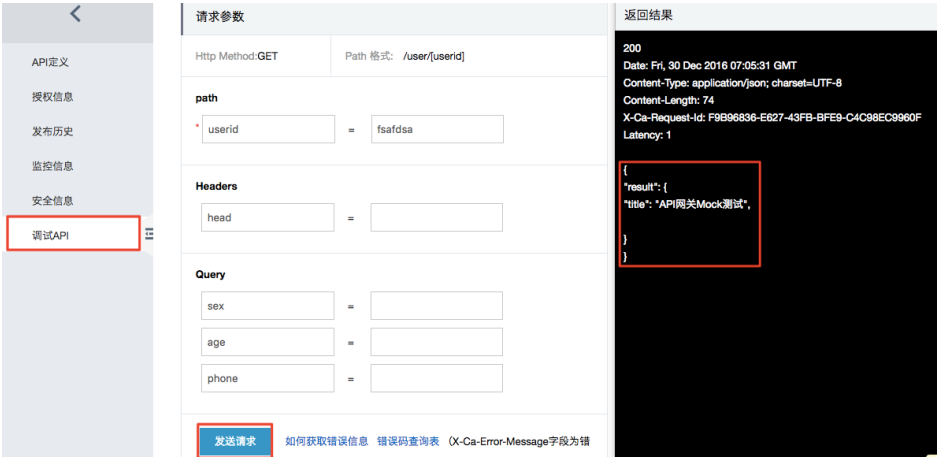 API定义
授权信息
发布历史
监控信息
安全信息
调试API
请求参数
Http Method:GET
Path 格式: /user/[userid]
path
* userid = fsafdsa
Headers
head =
Query
sex =
age =
phone =
发送请求 如何获取错误信息 错误码查询表 (X-Ca-Error-Message字段为错
返回结果
200
Date: Fri, 30 Dec 2016 07:05:31 GMT
Content-Type: application/json; charset=UTF-8
Content-Length: 74
X-Ca-Request-Id: F9B96836-E627-43FB-BFE9-C4C98EC9960F
Latency: 1
{
"result": {
"title": "API网关Mock测试",
}
}